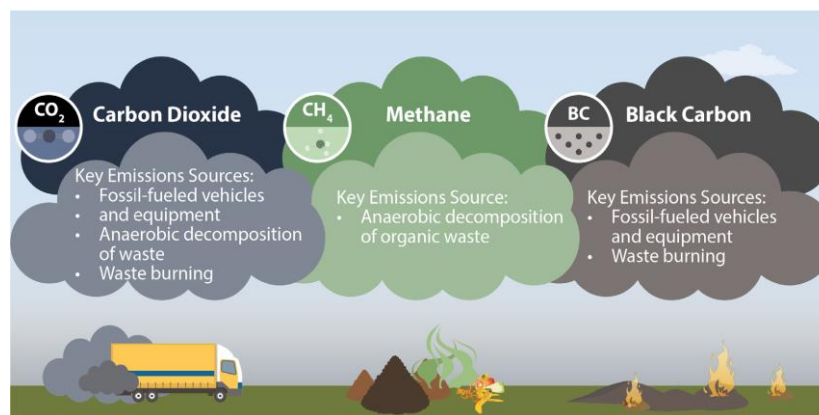 CO₂
Carbon Dioxide
Key Emissions Sources:
• Fossil-fueled vehicles
• and equipment
• Anaerobic decomposition
of waste
• Waste burning
CH₄
Methane
Key Emissions Source:
• Anaerobic decomposition
of organic waste
BC
Black Carbon
Key Emissions Sources:
• Fossil-fueled vehicles
and equipment
• Waste burning